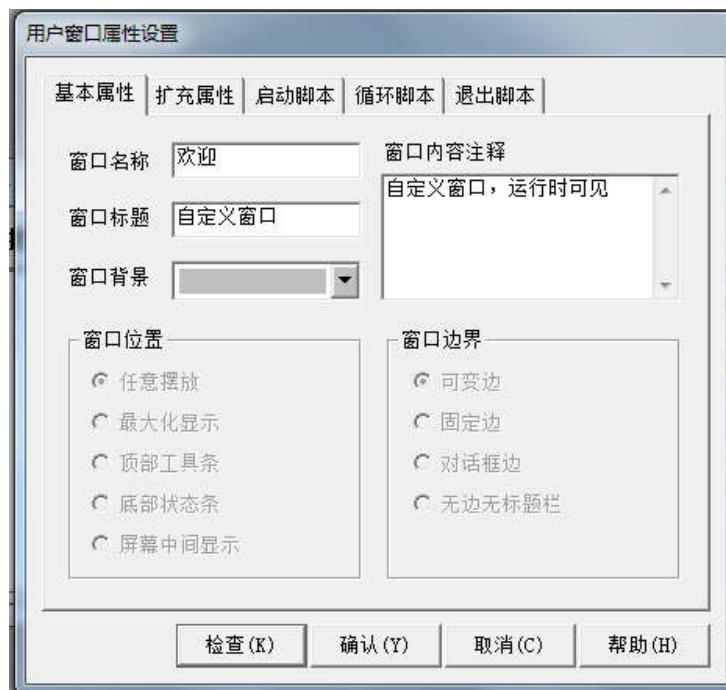 用户窗口属性设置
基本属性 扩充属性 启动脚本 循环脚本 退出脚本
窗口名称 欢迎
窗口标题 自定义窗口
窗口背景
窗口内容注释
自定义窗口，运行时可见
窗口位置
任意摆放
最大化显示
顶部工具条
底部状态条
屏幕中间显示
窗口边界
可变边
固定边
对话框边
无边无标题栏
检查(K) 确认(Y) 取消(C) 帮助(H)